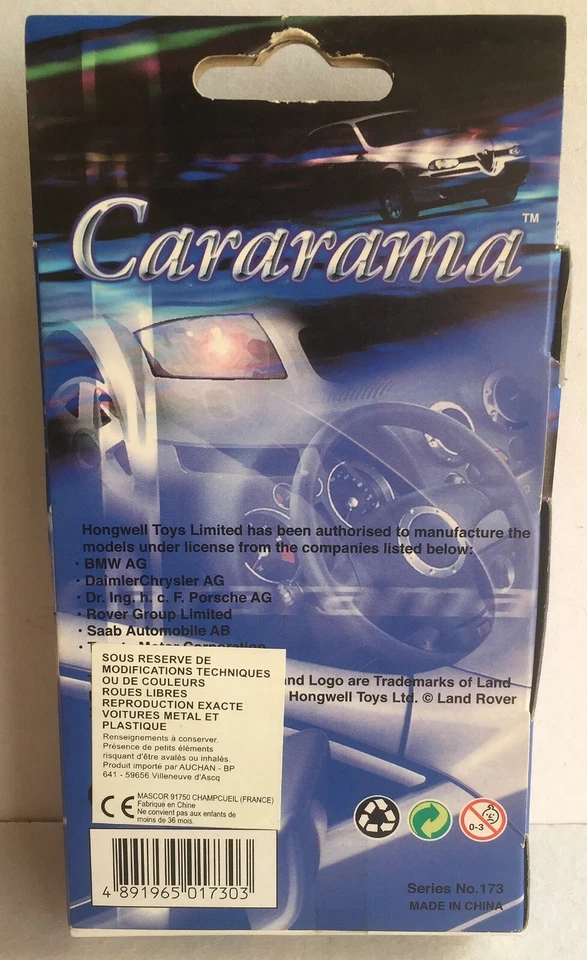 Cararama™
Hongwell Toys Limited has been authorised to manufacture the
models under license from the companies listed below:
· BMW AG
· DaimlerChrysler AG
· Dr. Ing. h. c. F. Porsche AG
· Rover Group Limited
· Saab Automobile AB
Corporation
and Logo are Trademarks of Land
Hongwell Toys Ltd. © Land Rover
SOUS RESERVE DE
MODIFICATIONS TECHNIQUES
OU DE COULEURS
ROUES LIBRES
REPRODUCTION EXACTE
VOITURES METAL ET
PLASTIQUE
Renseignements à conserver.
Présence de petits éléments
risquant d'être avalés ou inhalés.
Produit importé par AUCHAN - BP
641 - 59656 Villeneuve d'Ascq
CE
MASCOR 91750 CHAMPCUEIL (FRANCE)
Fabriqué en Chine
Ne convient pas aux enfants de
moins de 36 mois.
0-3
4 891965 017303
Series No.173
MADE IN CHINA